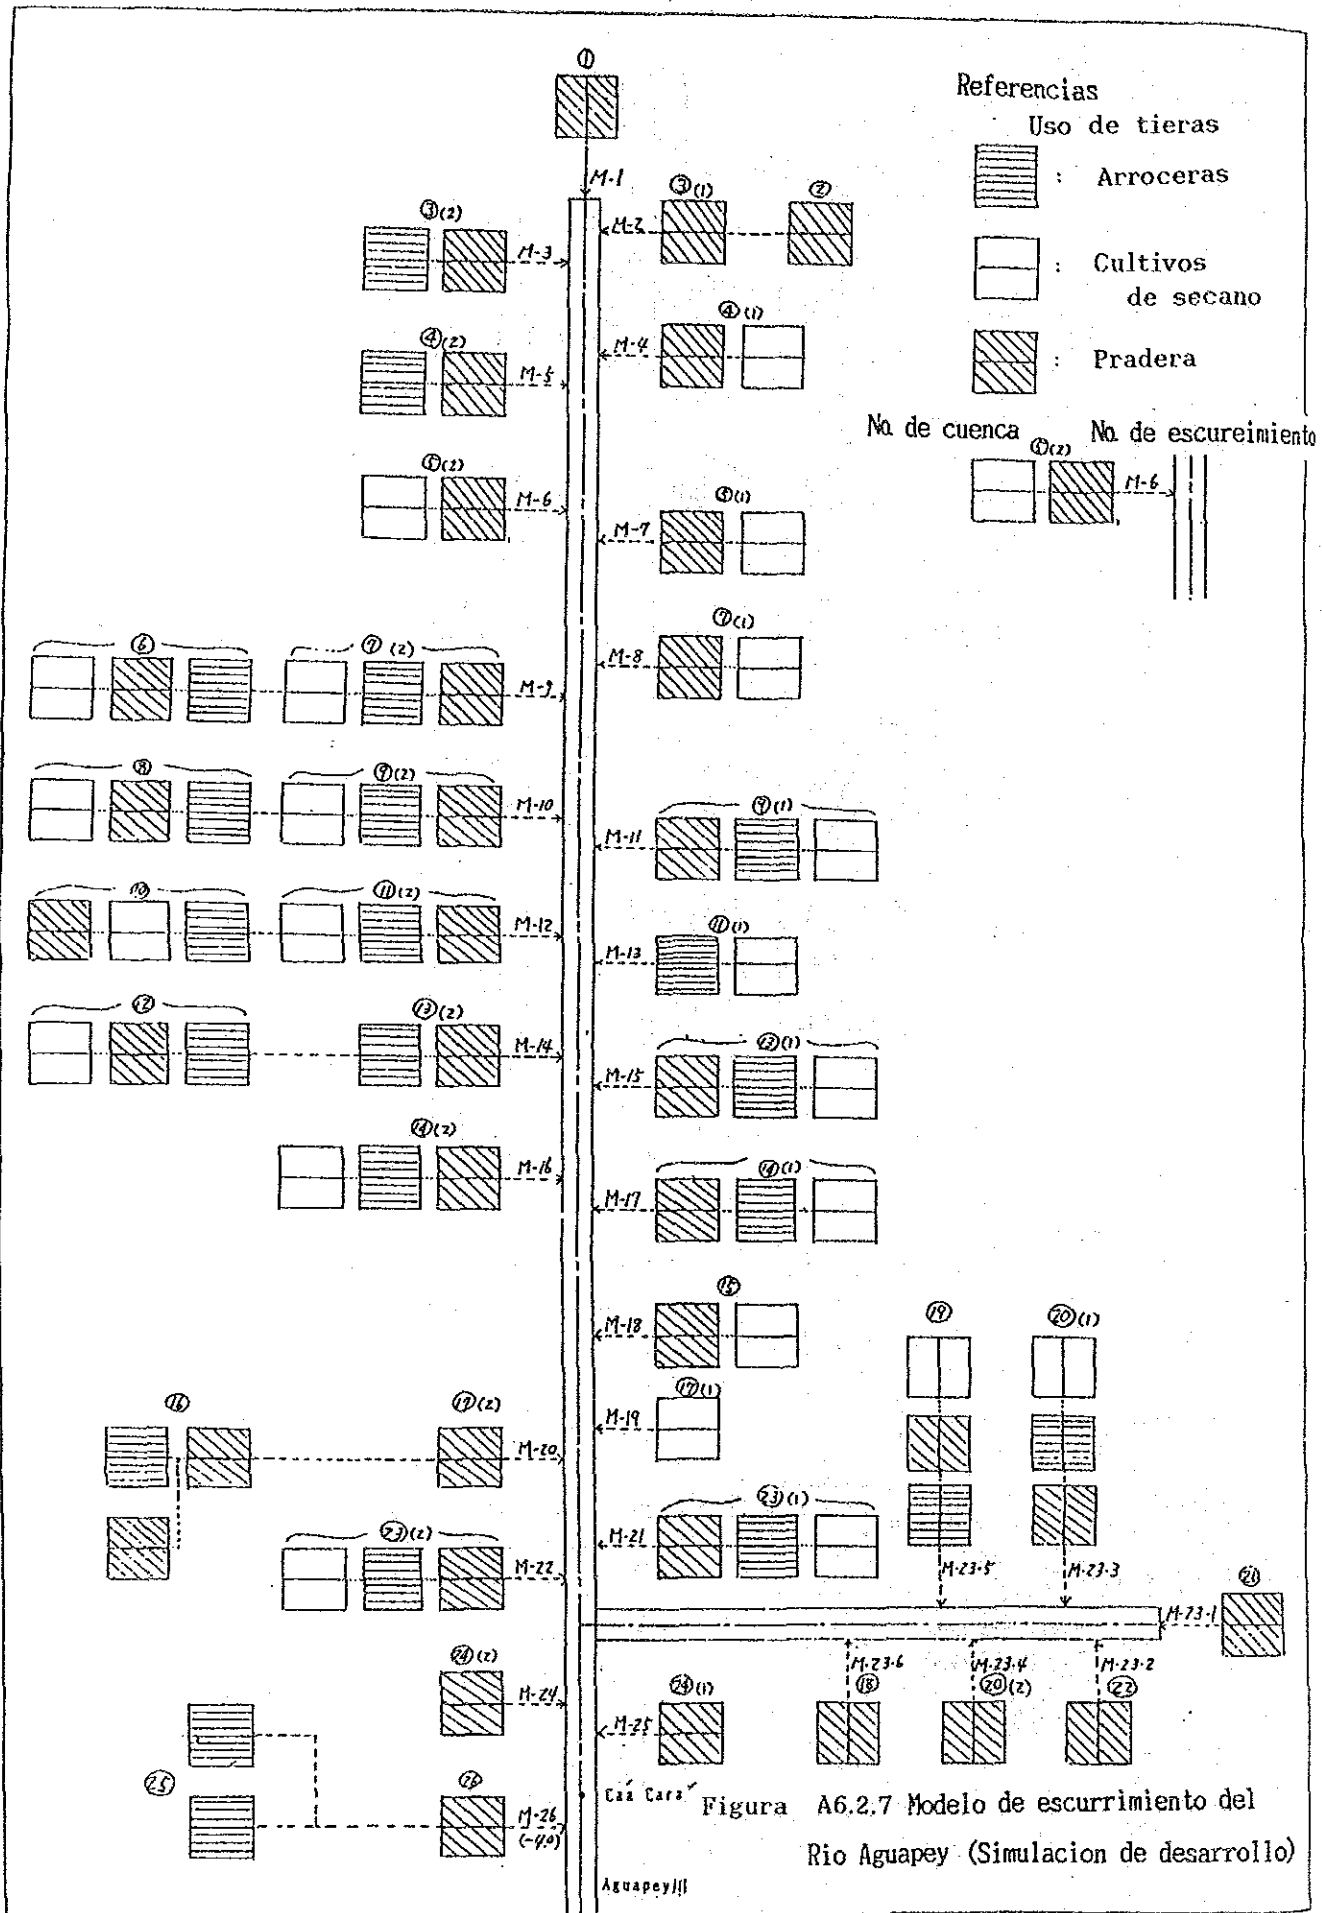 ①
Referencias
Uso de tieras
: Arroceras
: Cultivos
de secano
: Pradera
No. de cuenca
No. de escureimiento
⑤(2)
M-6
M-1
③(1)
②
M-2
③(2)
M-3
④(1)
M-4
④(2)
M-5
⑤(2)
M-6
⑤(1)
M-7
⑦(1)
M-8
⑥
⑦(2)
M-9
⑧
⑨(2)
M-10
⑨(1)
M-11
⑩
⑪(2)
M-12
⑪(1)
M-13
⑫
⑬(2)
M-14
⑬(1)
M-15
⑭(2)
M-16
⑭(1)
M-17
⑮
M-18
⑲
⑳(1)
⑰(1)
M-19
⑯
⑰(2)
M-20
㉓(1)
M-21
㉓(2)
M-22
M-23-5
M-23-3
㉑
M-23-1
M-23-6
M-23-4
M-23-2
⑱
⑳(2)
㉒
㉔(2)
M-24
㉔(1)
M-25
㉕
㉖
M-26
(-4.0)
Caá Cará
Figura A6.2.7 Modelo de escurrimiento del
Rio Aguapey (Simulacion de desarrollo)
Aguapey